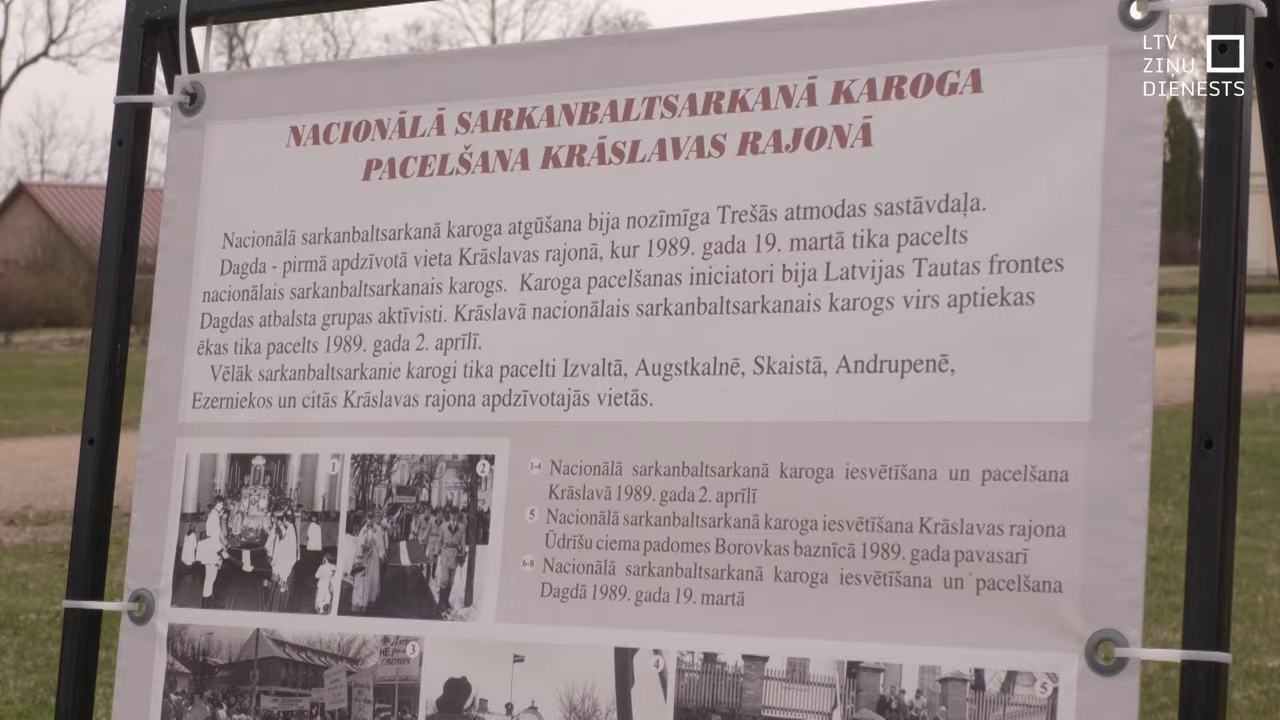 LTV
ZIŅU
DIENESTS
NACIONĀLĀ SARKANBALTSARKANĀ KAROGA
PACELŠANA KRĀSLAVAS RAJONĀ
Nacionālā sarkanbaltsarkanā karoga atgūšana bija nozīmīga Trešās atmodas sastāvdaļa.
Dagda - pirmā apdzīvotā vieta Krāslavas rajonā, kur 1989. gada 19. martā tika pacelts
nacionālais sarkanbaltsarkanais karogs. Karoga pacelšanas iniciatori bija Latvijas Tautas frontes
Dagdas atbalsta grupas aktīvisti. Krāslavā nacionālais sarkanbaltsarkanais karogs virs aptiekas
ēkas tika pacelts 1989. gada 2. aprīlī.
Vēlāk sarkanbaltsarkanie karogi tika pacelti Izvaltā, Augstkalnē, Skaistā, Andrupenē,
Ezerniekos un citās Krāslavas rajona apdzīvotajās vietās.
1
2
1-4 Nacionālā sarkanbaltsarkanā karoga iesvētīšana un pacelšana
Krāslavā 1989. gada 2. aprīlī
5 Nacionālā sarkanbaltsarkanā karoga iesvētīšana Krāslavas rajona
Ūdrīšu ciema padomes Borovkas baznīcā 1989. gada pavasarī
6-8 Nacionālā sarkanbaltsarkanā karoga iesvētīšana un pacelšana
Dagdā 1989. gada 19. martā
3
4
5